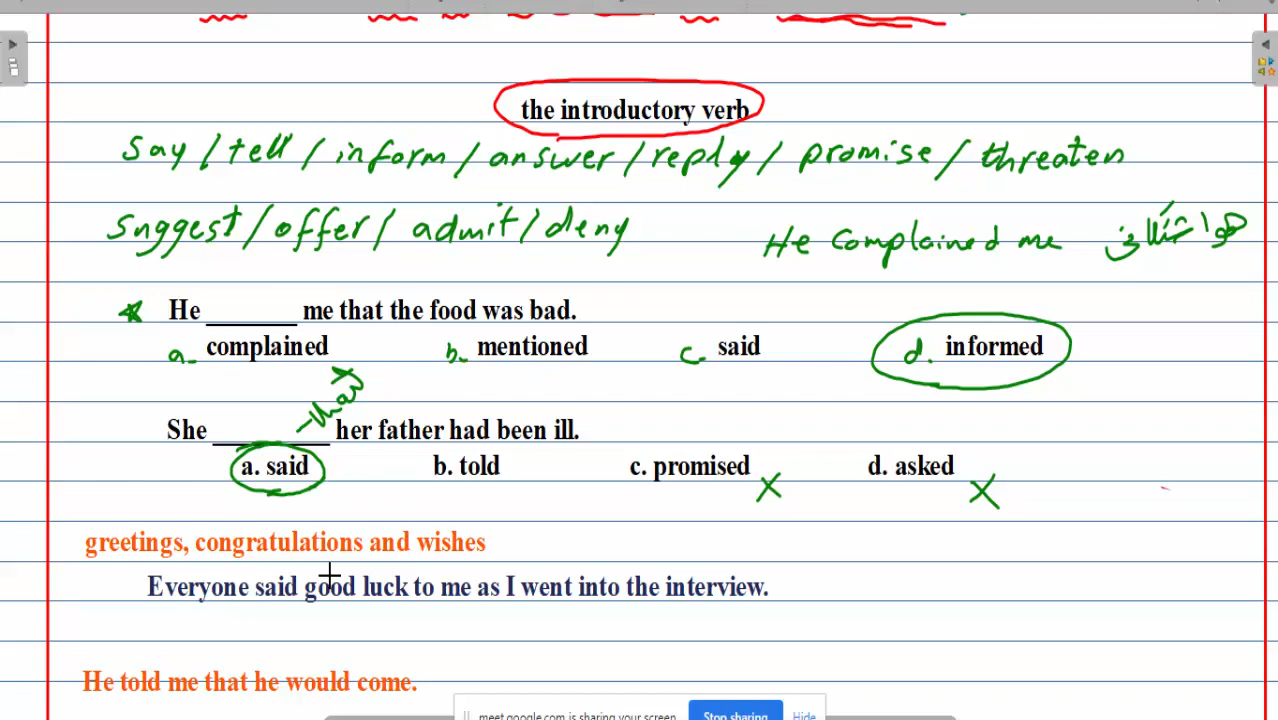 the introductory verb
say / tell / inform / answer / reply / promise / threaten
suggest / offer / admit / deny He complained me
He ________ me that the food was bad.
a. complained b. mentioned c. said d. informed
that
She __________ her father had been ill.
a. said b. told c. promised d. asked
greetings, congratulations and wishes
Everyone said good luck to me as I went into the interview.
He told me that he would come.
meet.google.com is sharing your screen. Stop sharing Hide